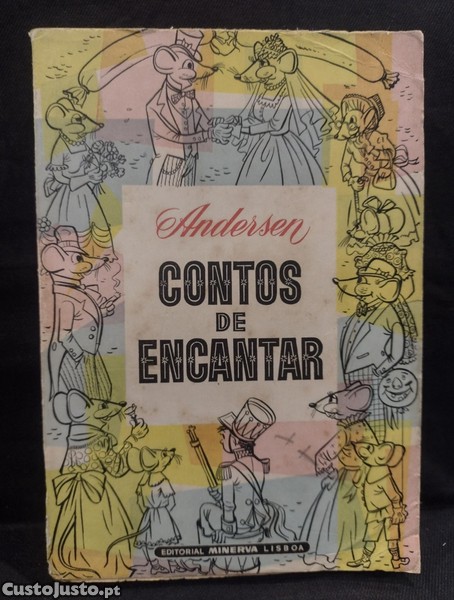 Andersen
CONTOS
DE
ENCANTAR
EDITORIAL MINERVA LISBOA
CustoJusto.pt